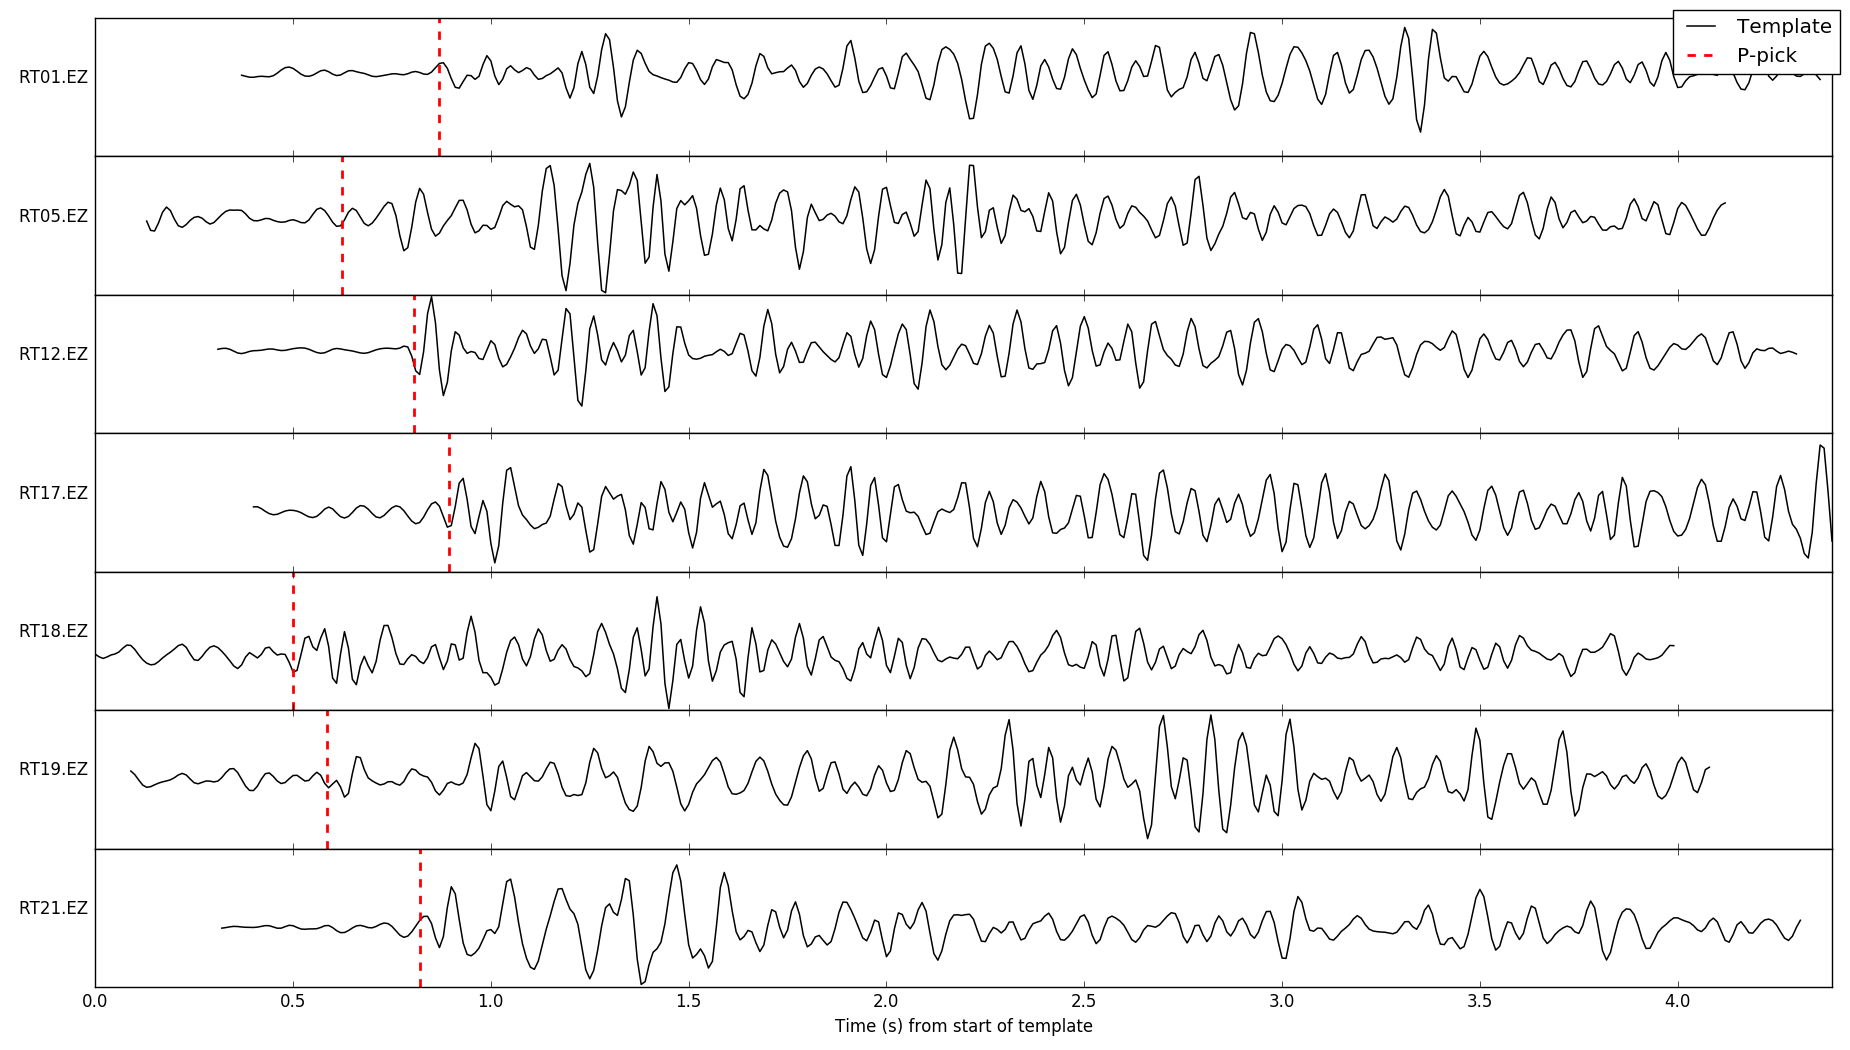 Template
P-pick
RT01.EZ
RT05.EZ
RT12.EZ
RT17.EZ
RT18.EZ
RT19.EZ
RT21.EZ
0.0 0.5 1.0 1.5 2.0 2.5 3.0 3.5 4.0
Time (s) from start of template